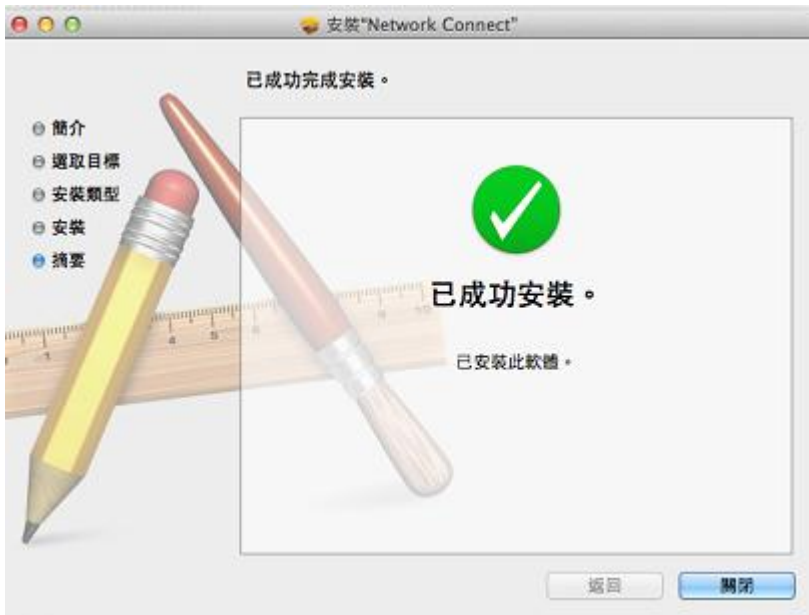 安裝"Network Connect"
已成功完成安裝。
簡介
選取目標
安裝類型
安裝
摘要
已成功安裝。
已安裝此軟體。
返回
關閉